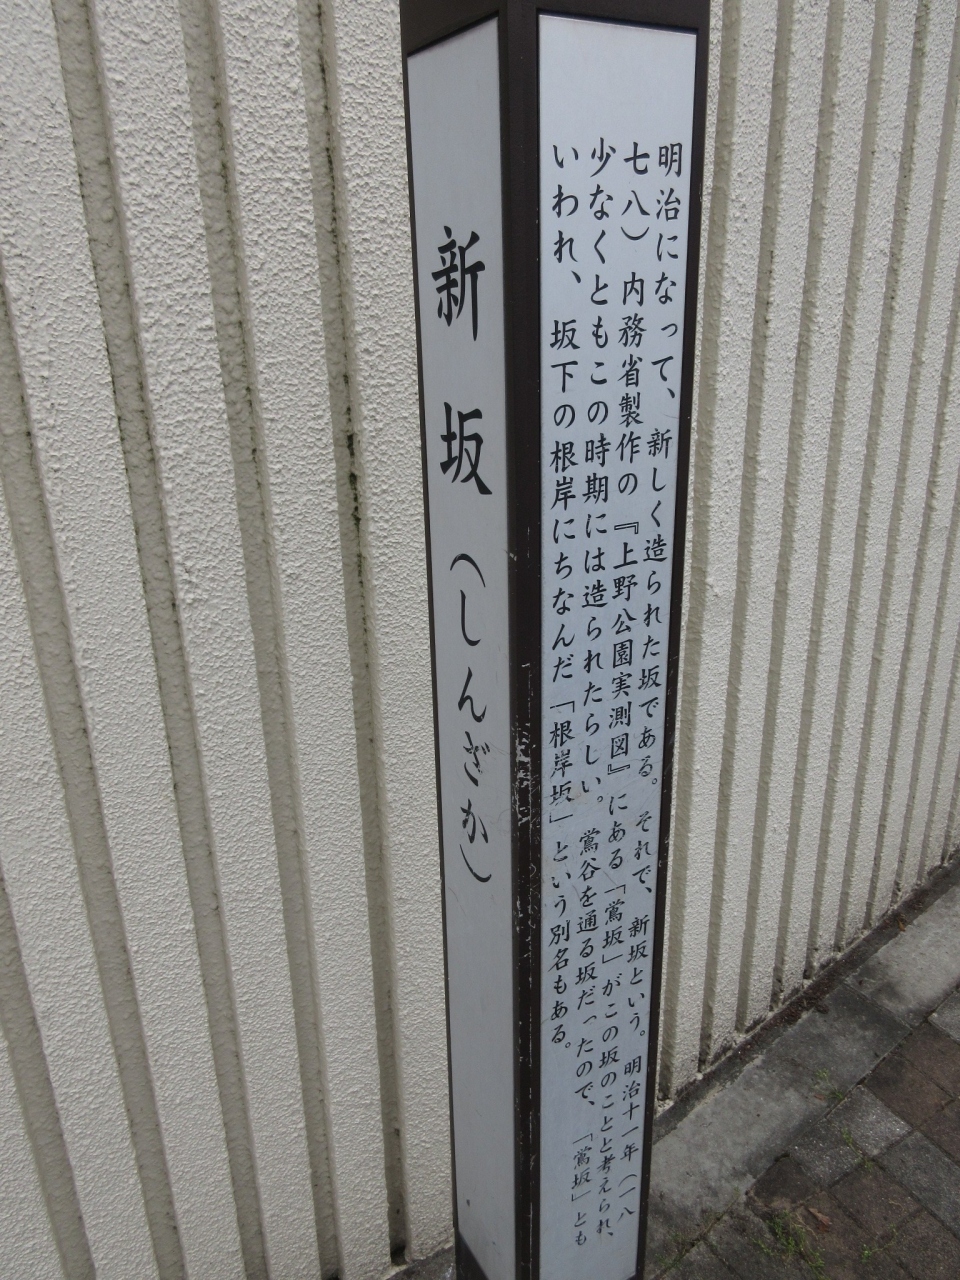 新坂（しんざか）
明治になって、新しく造られた坂である。それで、新坂という。明治十一年（一八
七八）内務省製作の『上野公園実測図』にある「鶯坂」がこの坂のことと考えられ、
少なくともこの時期には造られたらしい。鶯谷を通る坂だったので、「鶯坂」とも
いわれ、坂下の根岸にちなんだ「根岸坂」という別名もある。